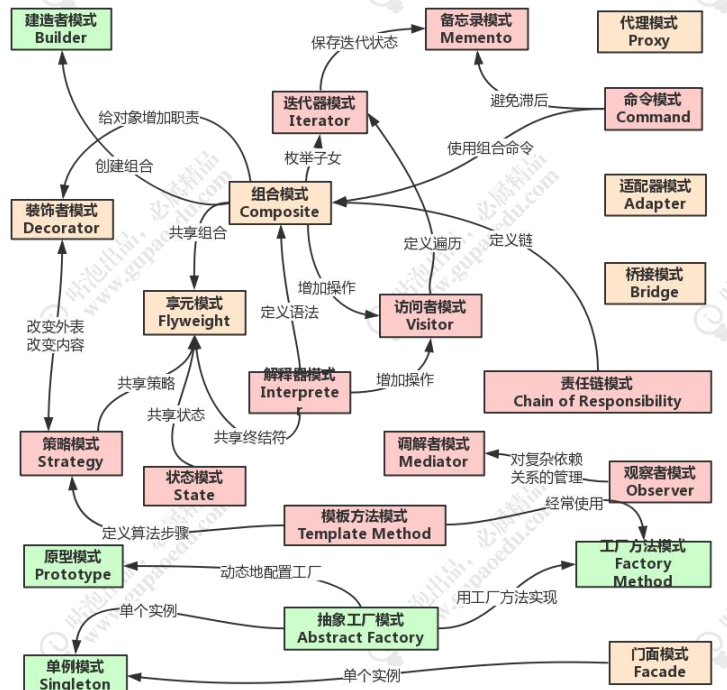 建造者模式
Builder
备忘录模式
Memento
代理模式
Proxy
保存迭代状态
迭代器模式
Iterator
避免滞后
命令模式
Command
给对象增加职责
枚举子女
使用组合命令
创建组合
组合模式
Composite
适配器模式
Adapter
装饰者模式
Decorator
共享组合
定义遍历
定义链
桥接模式
Bridge
享元模式
Flyweight
增加操作
定义语法
访问者模式
Visitor
改变外表
改变内容
共享策略
解释器模式
Interprete
r
增加操作
责任链模式
Chain of Responsibility
共享状态
共享终结符
策略模式
Strategy
状态模式
State
调解者模式
Mediator
对复杂依赖
关系的管理
观察者模式
Observer
经常使用
模板方法模式
Template Method
定义算法步骤
原型模式
Prototype
动态地配置工厂
工厂方法模式
Factory
Method
用工厂方法实现
单个实例
抽象工厂模式
Abstract Factory
单例模式
Singleton
单个实例
门面模式
Facade
咕泡出品，必属精品
www.gupaoedu.com